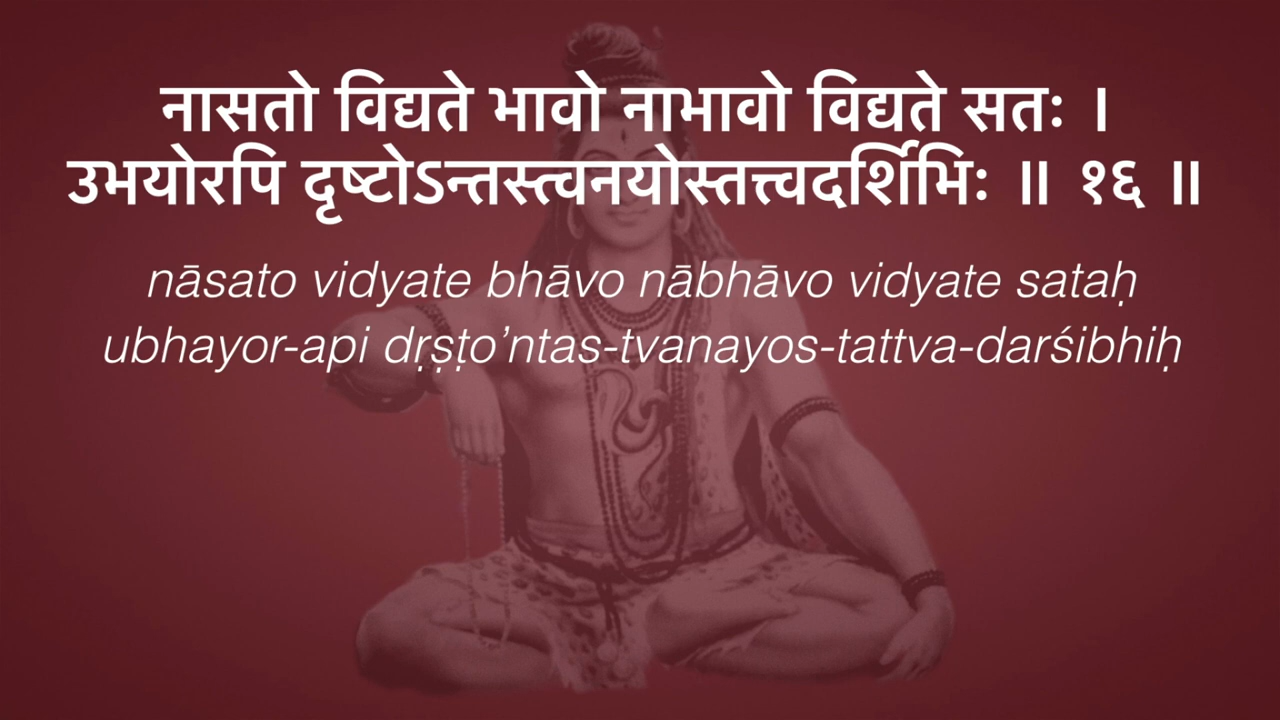 नासतो विद्यते भावो नाभावो विद्यते सतः ।
उभयोरपि दृष्टोऽन्तस्त्वनयोस्तत्त्वदर्शिभिः ॥ १६ ॥
nāsato vidyate bhāvo nābhāvo vidyate sataḥ
ubhayor-api dṛṣṭo’ntas-tvanayos-tattva-darśibhiḥ